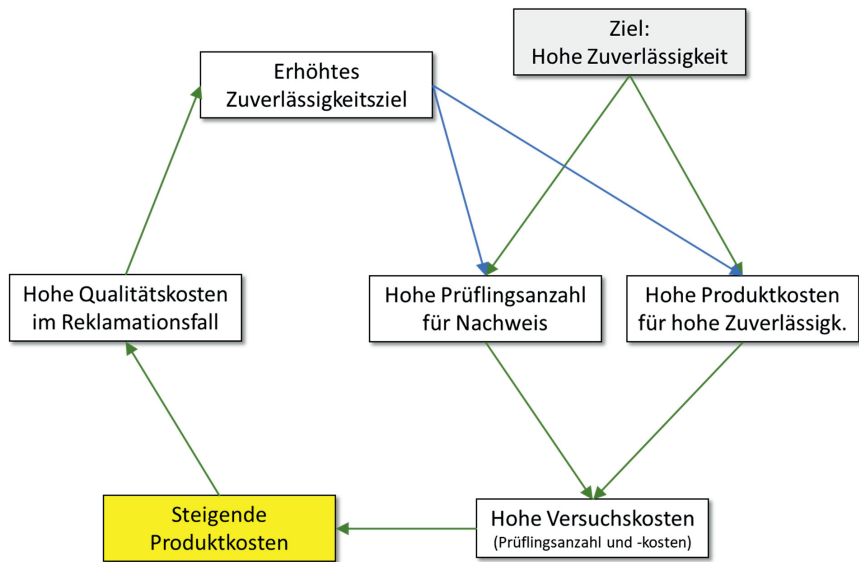 Ziel:
Hohe Zuverlässigkeit
Erhöhtes
Zuverlässigkeitsziel
Hohe Qualitätskosten
im Reklamationsfall
Hohe Prüflingsanzahl
für Nachweis
Hohe Produktkosten
für hohe Zuverlässigk.
Steigende
Produktkosten
Hohe Versuchskosten
(Prüflingsanzahl und -kosten)